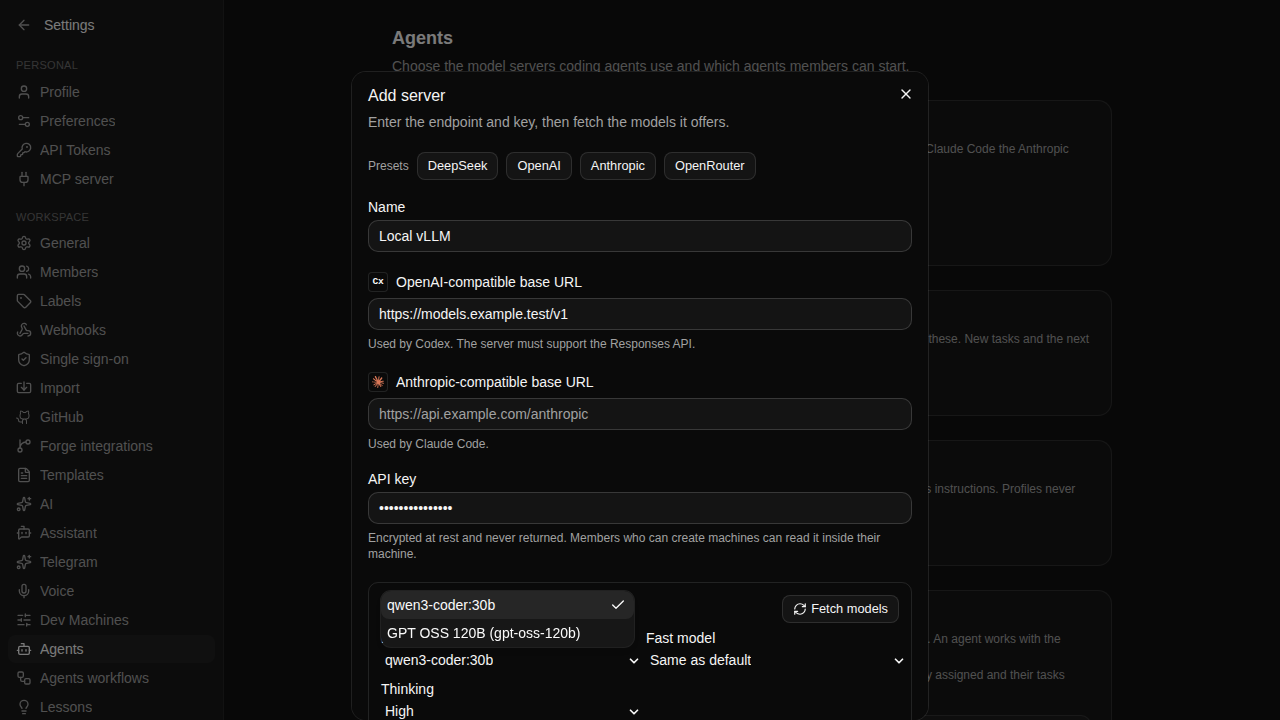 Settings
PERSONAL
Profile
Preferences
API Tokens
MCP server
WORKSPACE
General
Members
Labels
Webhooks
Single sign-on
Import
GitHub
Forge integrations
Templates
AI
Assistant
Telegram
Voice
Dev Machines
Agents
Agents workflows
Lessons
Agents
Choose the model servers coding agents use and which agents members can start.
Add server
Enter the endpoint and key, then fetch the models it offers.
Presets
DeepSeek
OpenAI
Anthropic
OpenRouter
Name
Local vLLM
Cx OpenAI-compatible base URL
https://models.example.test/v1
Used by Codex. The server must support the Responses API.
Anthropic-compatible base URL
https://api.example.com/anthropic
Used by Claude Code.
API key
•••••••••••••••
Encrypted at rest and never returned. Members who can create machines can read it inside their
machine.
qwen3-coder:30b
GPT OSS 120B (gpt-oss-120b)
Fetch models
Fast model
qwen3-coder:30b
Same as default
Thinking
High
Claude Code the Anthropic
these. New tasks and the next
instructions. Profiles never
. An agent works with the
assigned and their tasks